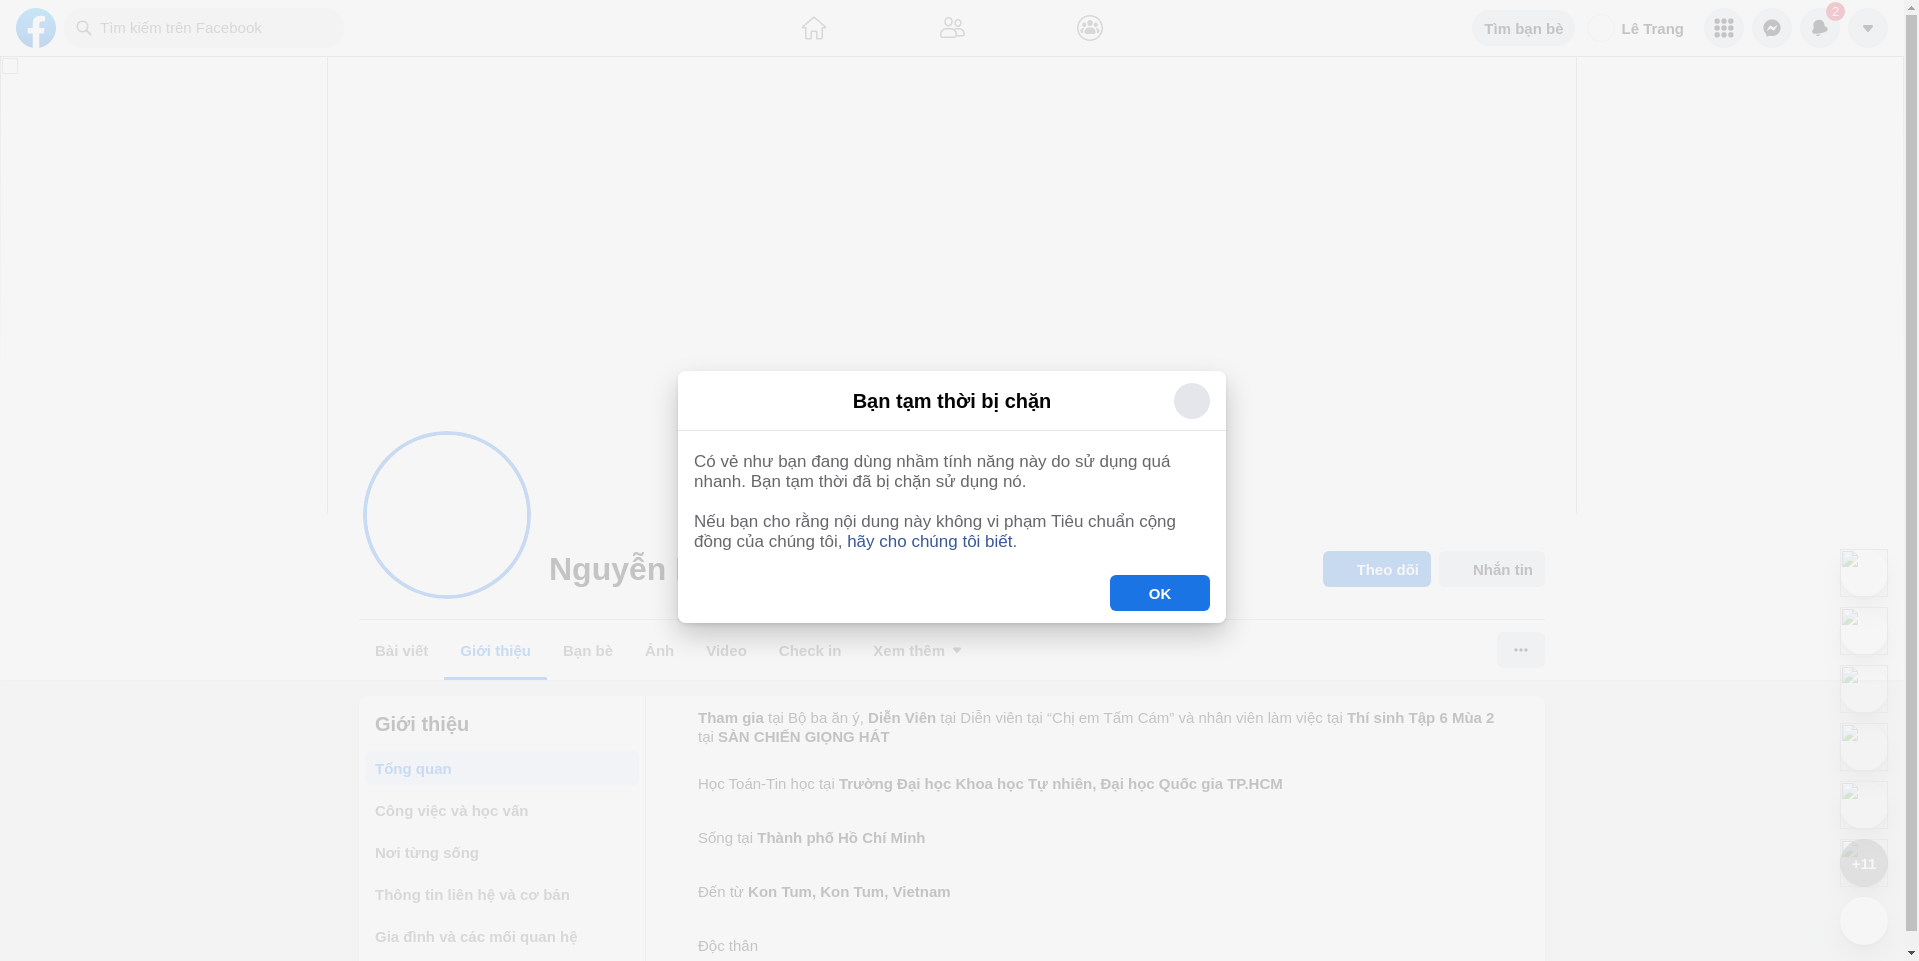 Tìm kiếm trên Facebook
Tìm bạn bè
Lê Trang
2
Bạn tạm thời bị chặn
Có vẻ như bạn đang dùng nhầm tính năng này do sử dụng quá
nhanh. Bạn tạm thời đã bị chặn sử dụng nó.
Nếu bạn cho rằng nội dung này không vi phạm Tiêu chuẩn cộng
đồng của chúng tôi, hãy cho chúng tôi biết.
OK
Nguyễn
Theo dõi
Nhắn tin
Bài viết
Giới thiệu
Bạn bè
Ảnh
Video
Check in
Xem thêm
Giới thiệu
Tổng quan
Công việc và học vấn
Nơi từng sống
Thông tin liên hệ và cơ bản
Gia đình và các mối quan hệ
Tham gia tại Bộ ba ăn ý, Diễn Viên tại Diễn viên tại “Chị em Tấm Cám” và nhân viên làm việc tại Thí sinh Tập 6 Mùa 2
tại SÀN CHIẾN GIỌNG HÁT
Học Toán-Tin học tại Trường Đại học Khoa học Tự nhiên, Đại học Quốc gia TP.HCM
Sống tại Thành phố Hồ Chí Minh
Đến từ Kon Tum, Kon Tum, Vietnam
Độc thân
+11